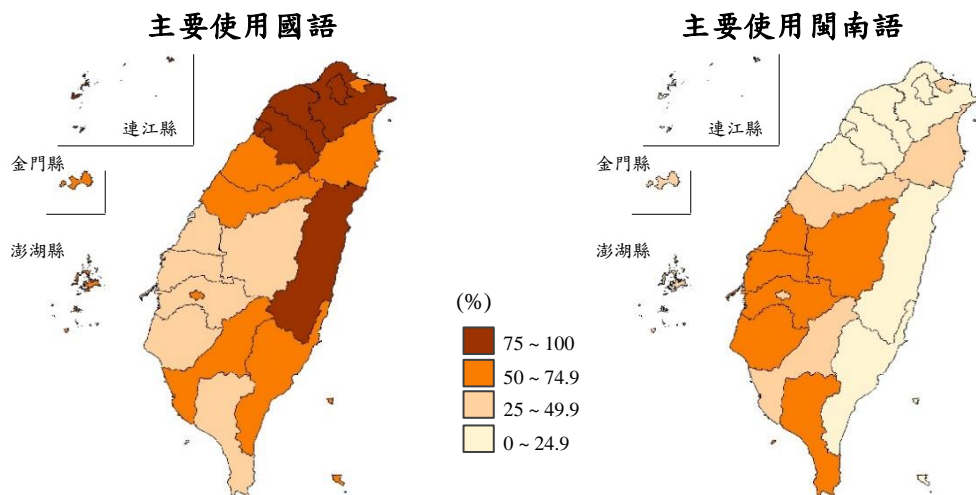 主要使用國語
主要使用閩南語
連江縣
金門縣
澎湖縣
連江縣
金門縣
澎湖縣
(%)
75 ~ 100
50 ~ 74.9
25 ~ 49.9
0 ~ 24.9